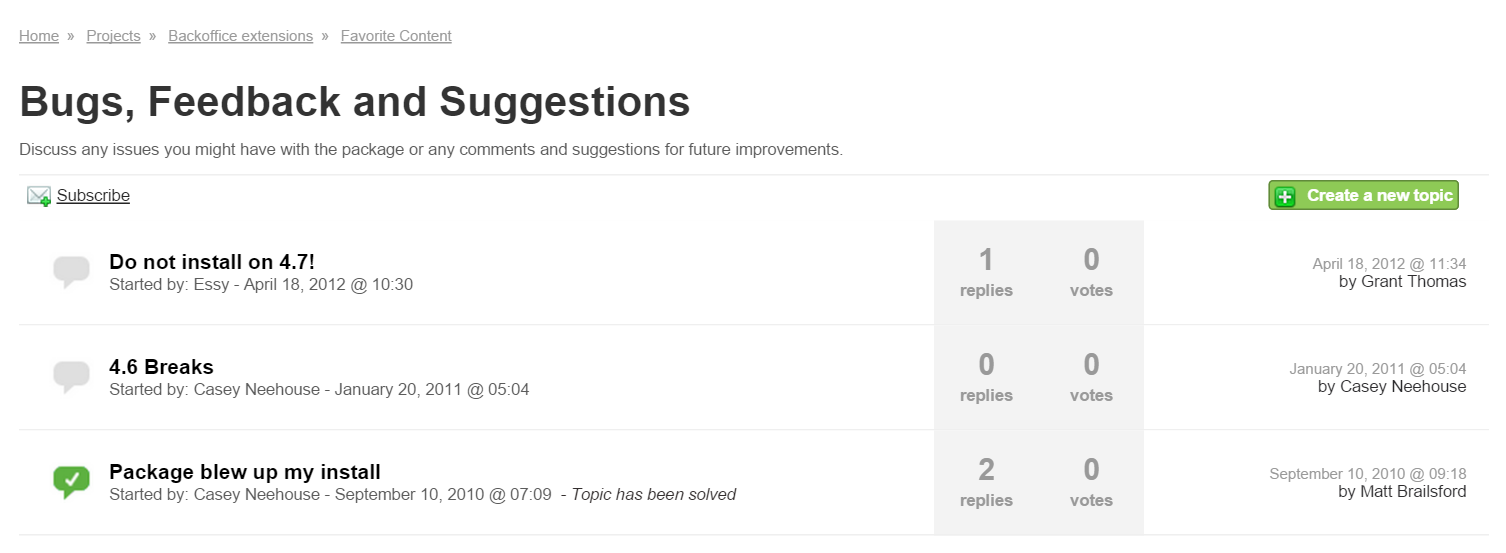 Home » Projects » Backoffice extensions » Favorite Content
Bugs, Feedback and Suggestions
Discuss any issues you might have with the package or any comments and suggestions for future improvements.
Subscribe
Create a new topic
Do not install on 4.7!
Started by: Essy - April 18, 2012 @ 10:30
1
replies
0
votes
April 18, 2012 @ 11:34
by Grant Thomas
4.6 Breaks
Started by: Casey Neehouse - January 20, 2011 @ 05:04
0
replies
0
votes
January 20, 2011 @ 05:04
by Casey Neehouse
Package blew up my install
Started by: Casey Neehouse - September 10, 2010 @ 07:09 - Topic has been solved
2
replies
0
votes
September 10, 2010 @ 09:18
by Matt Brailsford